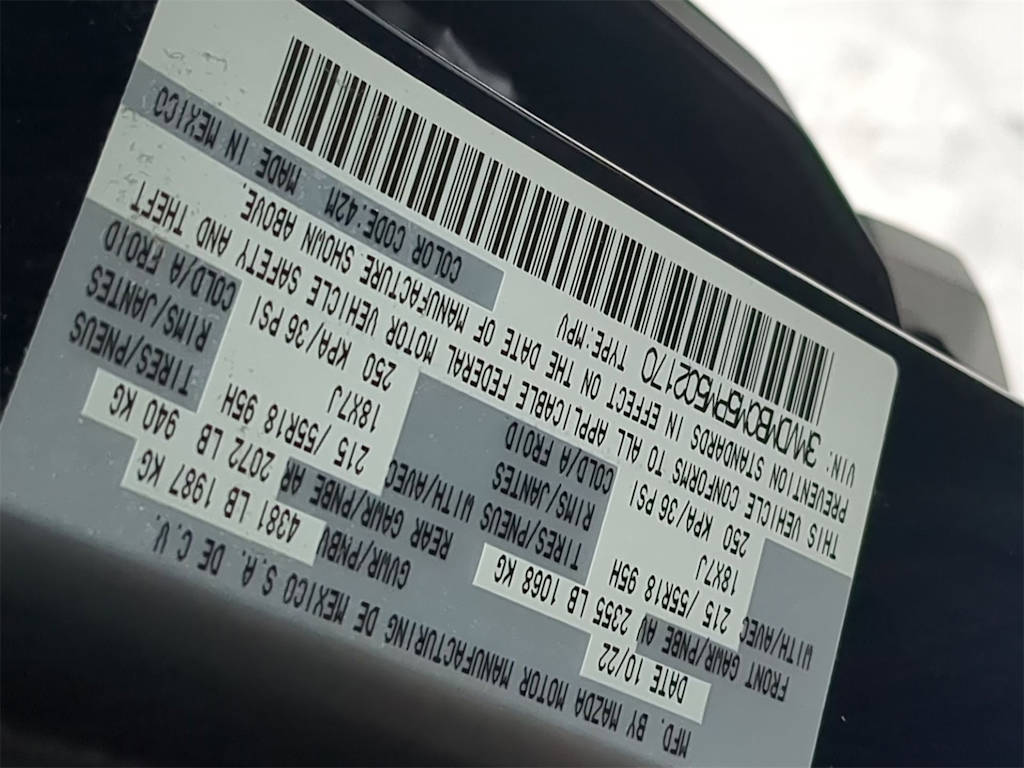 MFD. BY MAZDA MOTOR MANUFACTURING DE MEXICO S.A. DE C.V.
DATE 10/22 GVWR/PNBV 4381 LB 1987 KG
FRONT GAWR/PNBE AV 2355 LB 1068 KG REAR GAWR/PNBE AR 2072 LB 940 KG
WITH/AVEC 215/55R18 95H TIRES/PNEUS WITH/AVEC 215/55R18 95H TIRES/PNEUS
18X7J RIMS/JANTES 18X7J RIMS/JANTES
250 KPA/36 PSI COLD/A FROID 250 KPA/36 PSI COLD/A FROID
THIS VEHICLE CONFORMS TO ALL APPLICABLE FEDERAL MOTOR VEHICLE SAFETY AND THEFT
PREVENTION STANDARDS IN EFFECT ON THE DATE OF MANUFACTURE SHOWN ABOVE.
VIN: 3MVDMBCM5PM502170 TYPE:MPV COLOR CODE:42M MADE IN MEXICO